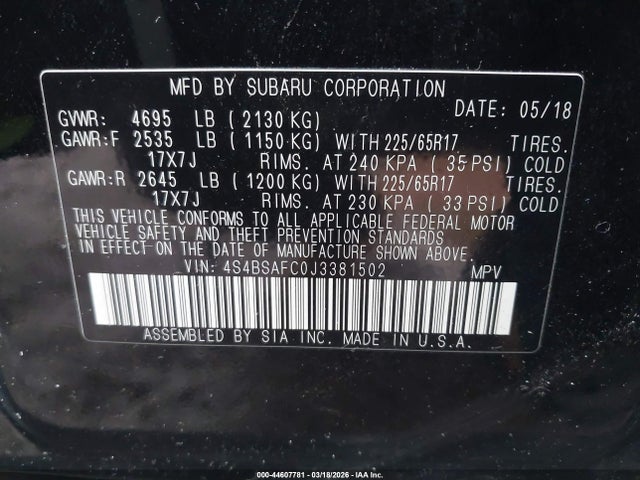 MFD BY SUBARU CORPORATION
DATE: 05/18
GVWR: 4695 LB ( 2130 KG)
GAWR:F 2535 LB ( 1150 KG) WITH 225/65R17 TIRES.
17X7J RIMS. AT 240 KPA ( 35 PSI) COLD
GAWR:R 2645 LB ( 1200 KG) WITH 225/65R17 TIRES.
17X7J RIMS. AT 230 KPA ( 33 PSI) COLD
THIS VEHICLE CONFORMS TO ALL APPLICABLE FEDERAL MOTOR
VEHICLE SAFETY AND THEFT PREVENTION STANDARDS
IN EFFECT ON THE DATE OF MANUFACTURE SHOWN ABOVE.
VIN: 4S4BSAFC0J3381502 MPV
ASSEMBLED BY SIA INC. MADE IN U.S.A.
000-44607781 - 03/18/2026 - IAA Inc.